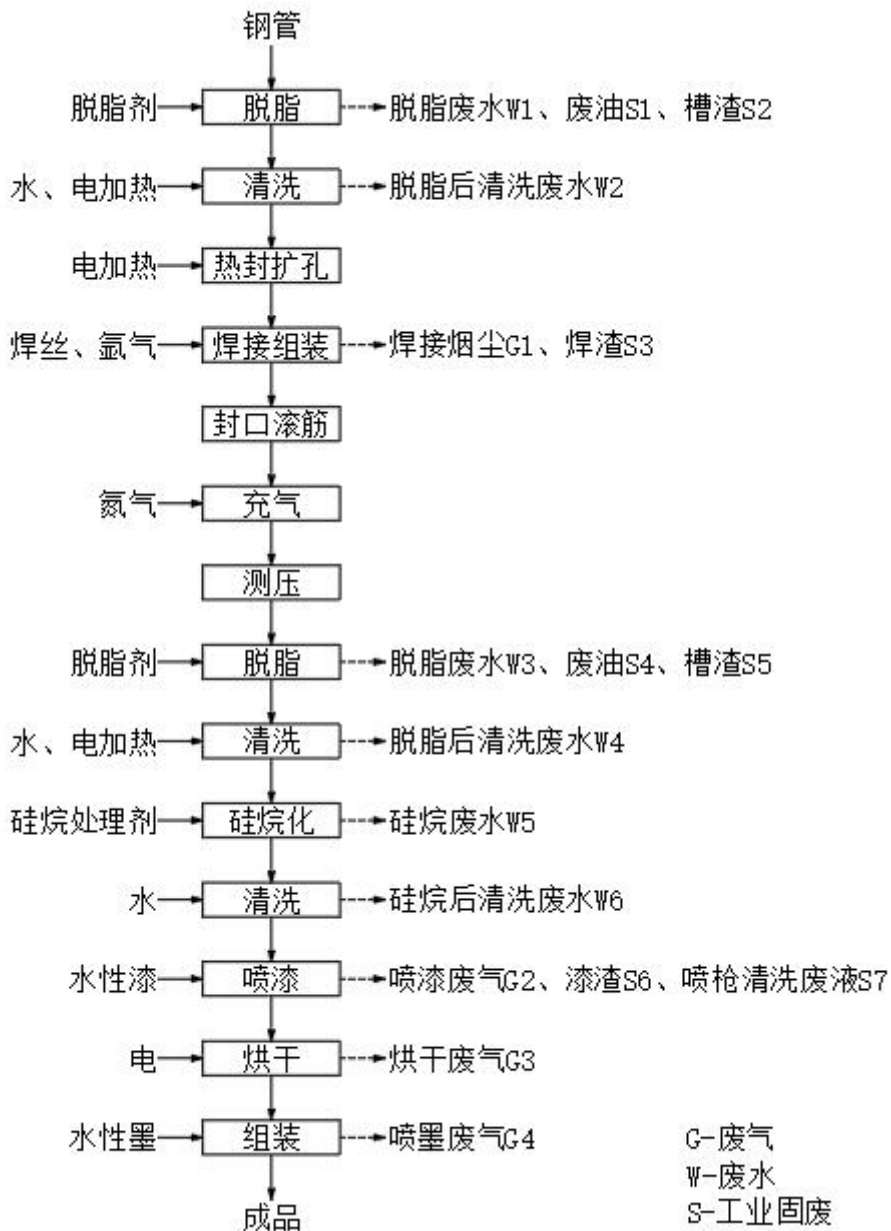 钢管
脱脂剂 脱脂 脱脂废水W1、废油S1、槽渣S2
水、电加热 清洗 脱脂后清洗废水W2
电加热 热封扩孔
焊丝、氩气 焊接组装 焊接烟尘G1、焊渣S3
封口滚筋
氮气 充气
测压
脱脂剂 脱脂 脱脂废水W3、废油S4、槽渣S5
水、电加热 清洗 脱脂后清洗废水W4
硅烷处理剂 硅烷化 硅烷废水W5
水 清洗 硅烷后清洗废水W6
水性漆 喷漆 喷漆废气G2、漆渣S6、喷枪清洗废液S7
电 烘干 烘干废气G3
水性墨 组装 喷墨废气G4
G-废气
W-废水
成品
S-工业固废